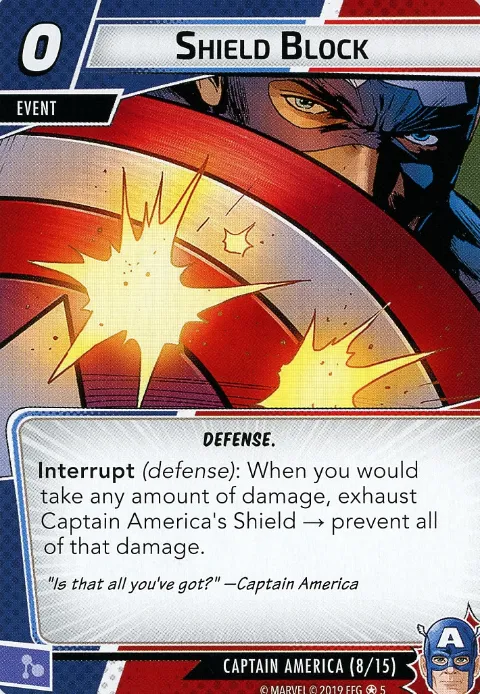 0
SHIELD BLOCK
EVENT
DEFENSE.
Interrupt (defense): When you would
take any amount of damage, exhaust
Captain America's Shield → prevent all
of that damage.
"Is that all you've got?" —Captain America
CAPTAIN AMERICA (8/15)
© MARVEL © 2019 FFG 5
A